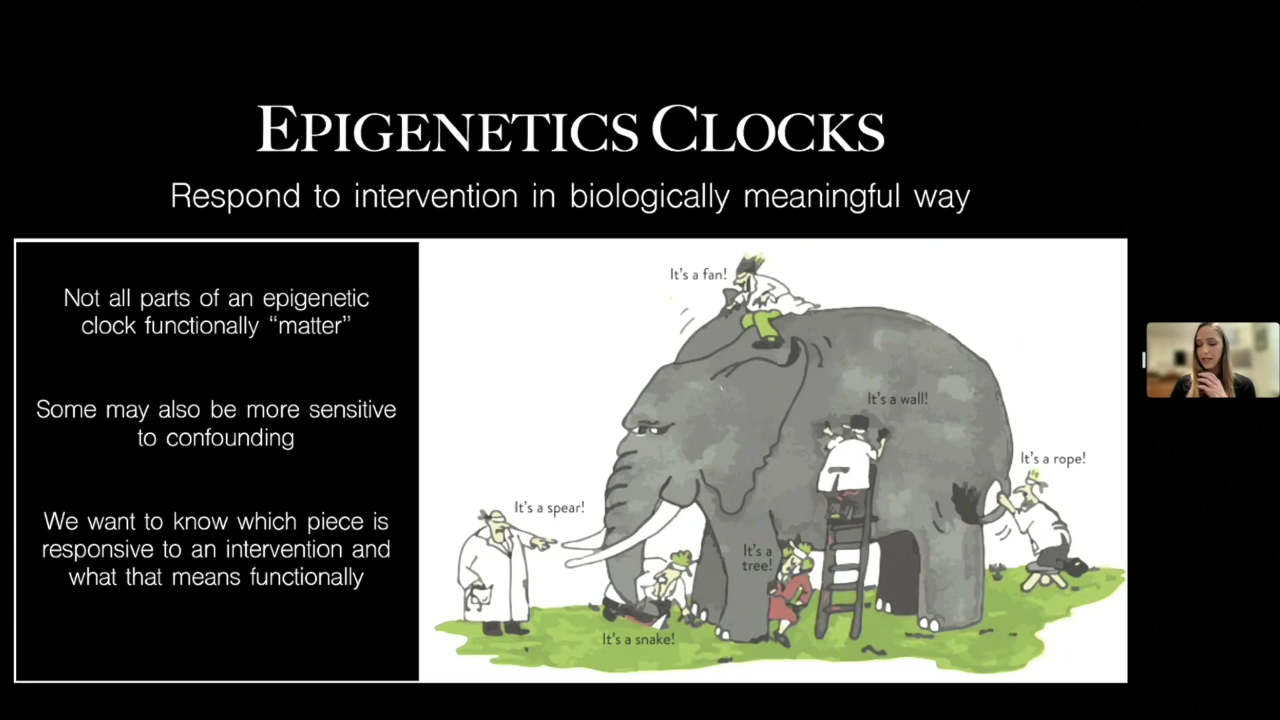 EPIGENETICS CLOCKS
Respond to intervention in biologically meaningful way
Not all parts of an epigenetic
clock functionally “matter”
Some may also be more sensitive
to confounding
We want to know which piece is
responsive to an intervention and
what that means functionally
It's a fan!
It's a wall!
It's a rope!
It's a spear!
It's a
tree!
It's a snake!